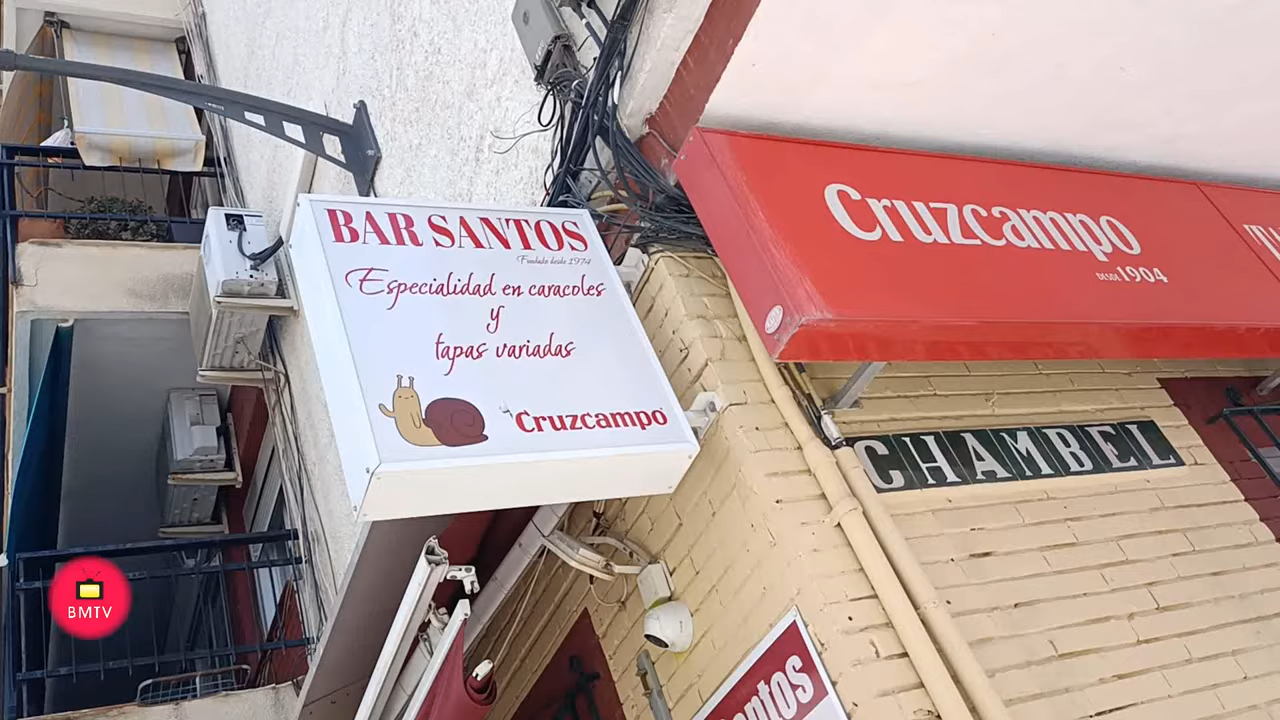 BAR SANTOS
Fundado desde 1974
Especialidad en caracoles
y
tapas variadas
Cruzcampo
Cruzcampo
DESDE 1904
CHAMBEL
BMTV